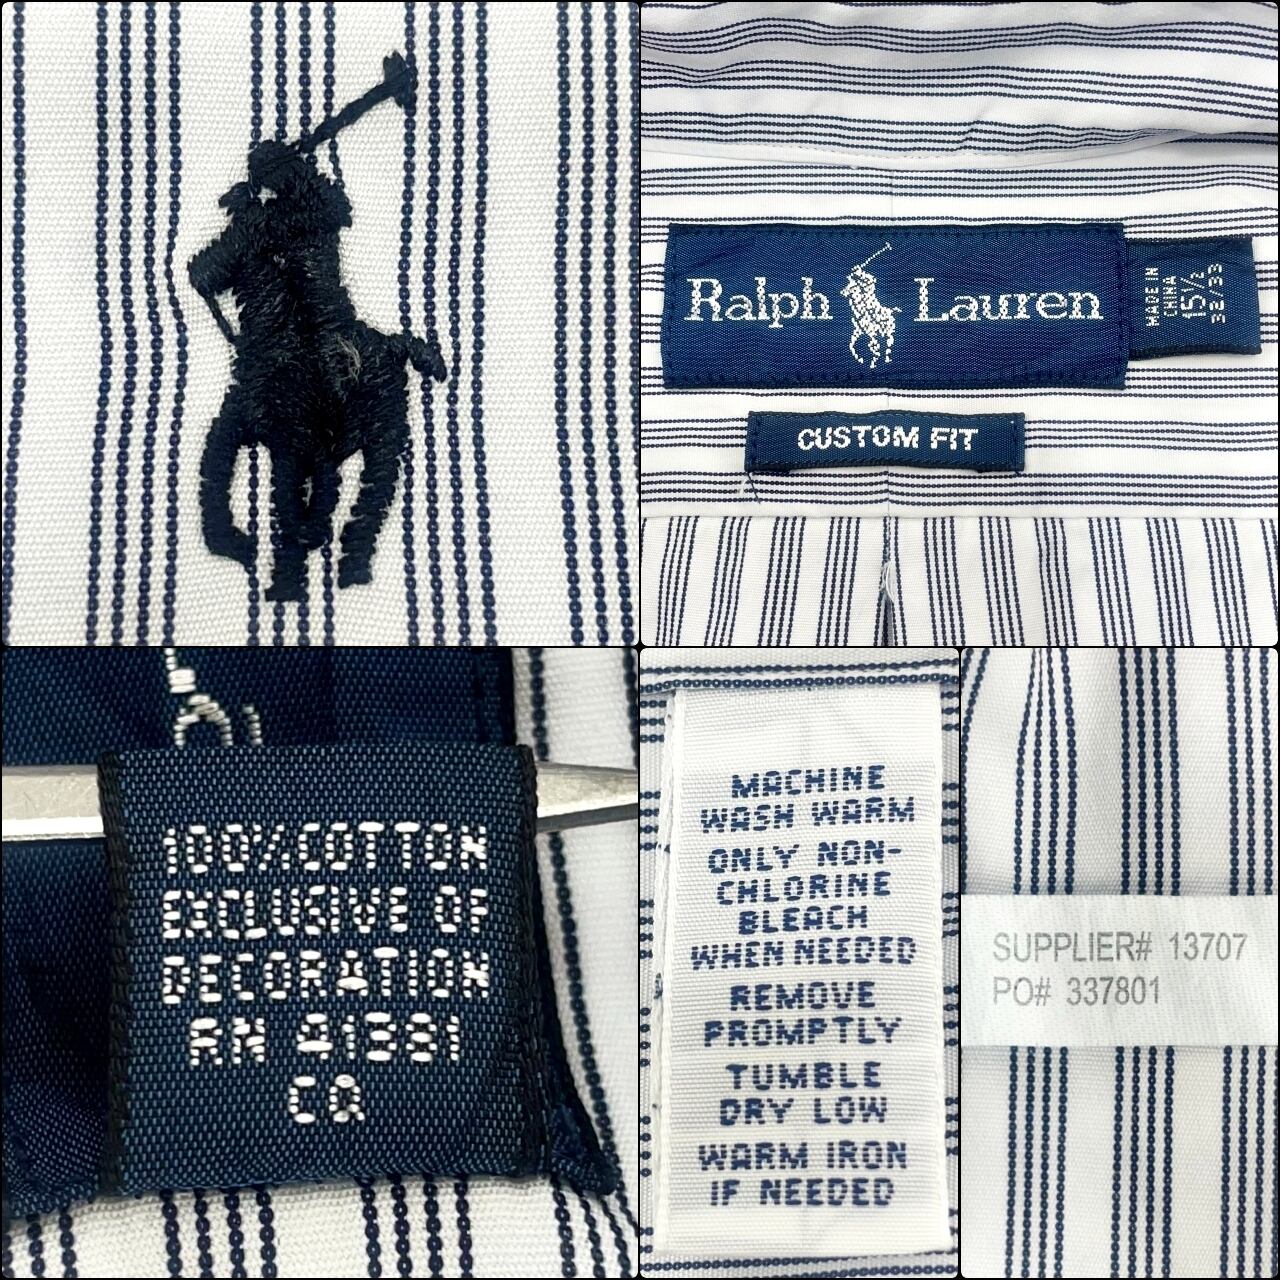 Ralph Lauren
MADE IN
CHINA
15½
32/33
CUSTOM FIT
100% COTTON
EXCLUSIVE OF
DECORATION
RN 41381
CQ
MACHINE
WASH WARM
ONLY NON-
CHLORINE
BLEACH
WHEN NEEDED
REMOVE
PROMPTLY
TUMBLE
DRY LOW
WARM IRON
IF NEEDED
SUPPLIER# 13707
PO# 337801